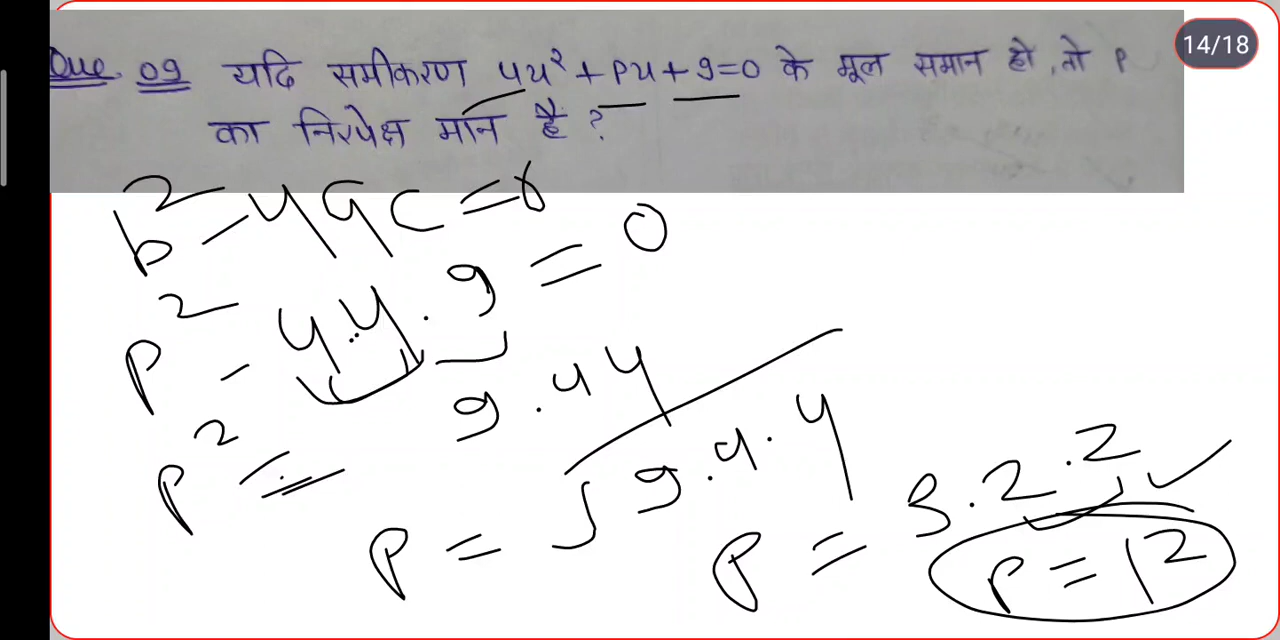 14/18
Que. 09 यदि समीकरण 4x² + Px + 9 = 0 के मूल समान हो, तो P
का निरपेक्ष मान है ?
b² - 4ac = 0
P² - 4.4.9 = 0
P² = 9.44
P = √9.4.4
P = 3.2.2
P = 12